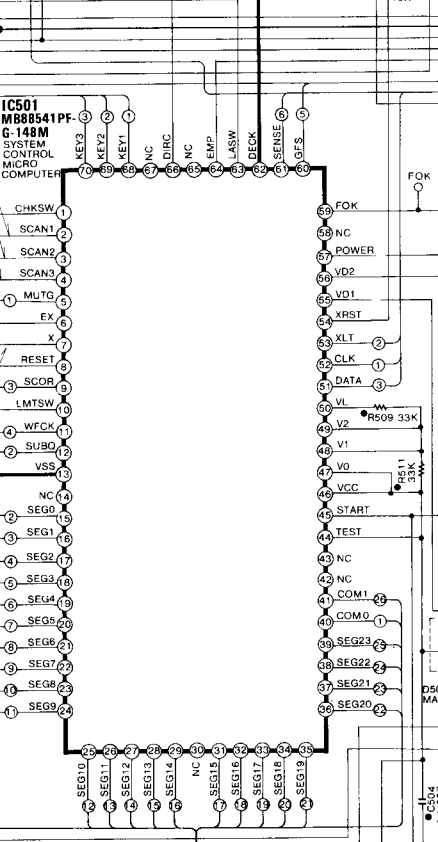 IC501
MB88541PF-
G-148M
SYSTEM
CONTROL
MICRO
COMPUTER
3 2 1 6 5
KEY3 KEY2 KEY1 NC DIRC NC EMP LASW DECK SENSE GFS
70 69 68 67 66 65 64 63 62 61 60
FOK
CHKSW 1
SCAN1 2
SCAN2 3
SCAN3 4
1 MUTG 5
EX 6
X 7
RESET 8
3 SCOR 9
LMTSW 10
4 WFCK 11
2 SUBQ 12
VSS 13
NC 14
2 SEG0 15
3 SEG1 16
4 SEG2 17
5 SEG3 18
6 SEG4 19
7 SEG5 20
8 SEG6 21
9 SEG7 22
10 SEG8 23
11 SEG9 24
59 FOK
58 NC
57 POWER
56 VD2
55 VD1
54 XRST
53 XLT 2
52 CLK 1
51 DATA 3
50 VL
R509 33K
49 V2
48 V1
47 V0
R511
33K
46 VCC
45 START
44 TEST
43 NC
42 NC
41 COM1 26
40 COM0 1
39 SEG23 25
38 SEG22 24
37 SEG21 23
36 SEG20 22
25 26 27 28 29 30 31 32 33 34 35
SEG10 SEG11 SEG12 SEG13 SEG14 NC SEG15 SEG16 SEG17 SEG18 SEG19
12 13 14 15 16 17 18 19 20 21
D50
MA
C504